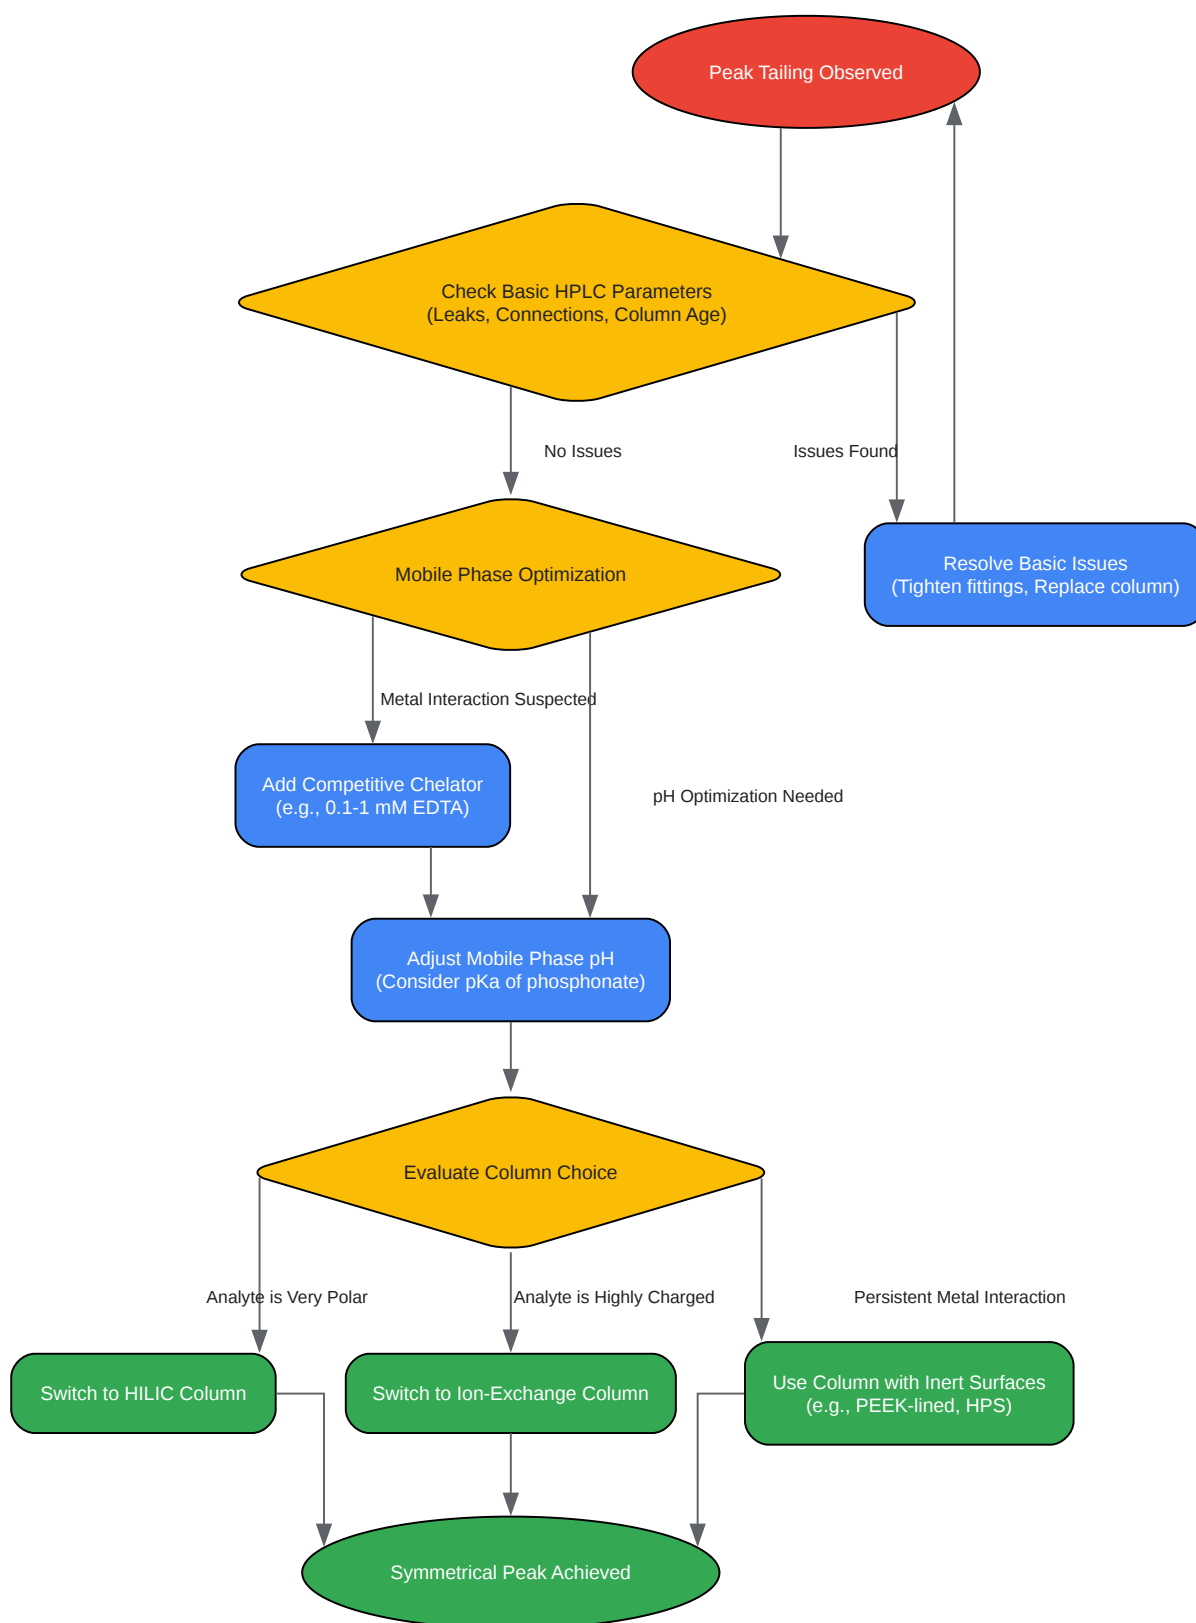 Peak Tailing Observed
Check Basic HPLC Parameters
(Leaks, Connections, Column Age)
No Issues
Issues Found
Mobile Phase Optimization
Resolve Basic Issues
(Tighten fittings, Replace column)
Metal Interaction Suspected
Add Competitive Chelator
(e.g., 0.1-1 mM EDTA)
pH Optimization Needed
Adjust Mobile Phase pH
(Consider pKa of phosphonate)
Evaluate Column Choice
Analyte is Very Polar
Analyte is Highly Charged
Persistent Metal Interaction
Switch to HILIC Column
Switch to Ion-Exchange Column
Use Column with Inert Surfaces
(e.g., PEEK-lined, HPS)
Symmetrical Peak Achieved